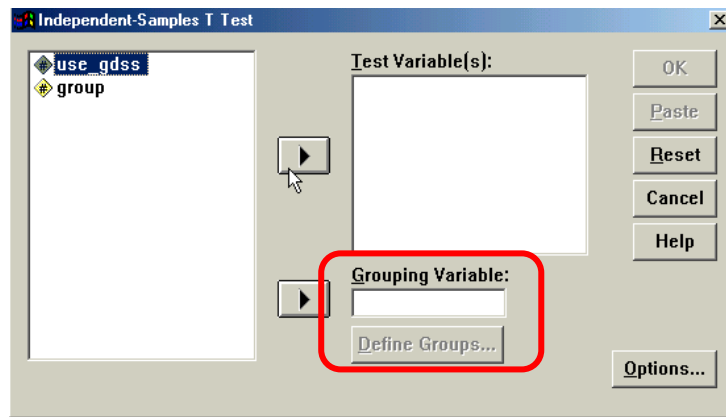 Independent-Samples T Test
use_gdss
group
Test Variable(s):
OK
Paste
Reset
Cancel
Help
Grouping Variable:
Define Groups...
Options...